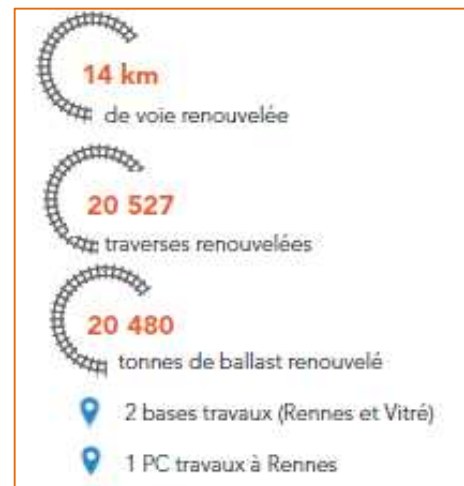 14 km
de voie renouvelée
20 527
traverses renouvelées
20 480
tonnes de ballast renouvelé
2 bases travaux (Rennes et Vitré)
1 PC travaux à Rennes